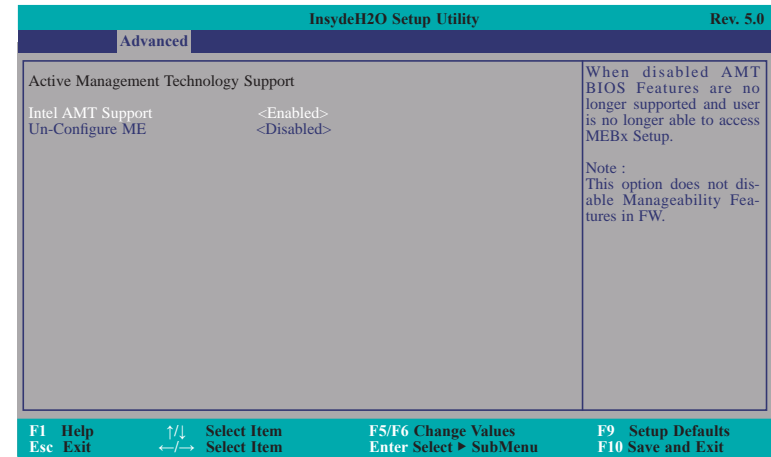 InsydeH2O Setup Utility Rev. 5.0
Advanced
Active Management Technology Support
Intel AMT Support <Enabled>
Un-Configure ME <Disabled>
When disabled AMT
BIOS Features are no
longer supported and user
is no longer able to access
MEBx Setup.
Note :
This option does not dis-
able Manageability Fea-
tures in FW.
F1 Help ↑/↓ Select Item F5/F6 Change Values F9 Setup Defaults
Esc Exit ←/→ Select Item Enter Select ► SubMenu F10 Save and Exit